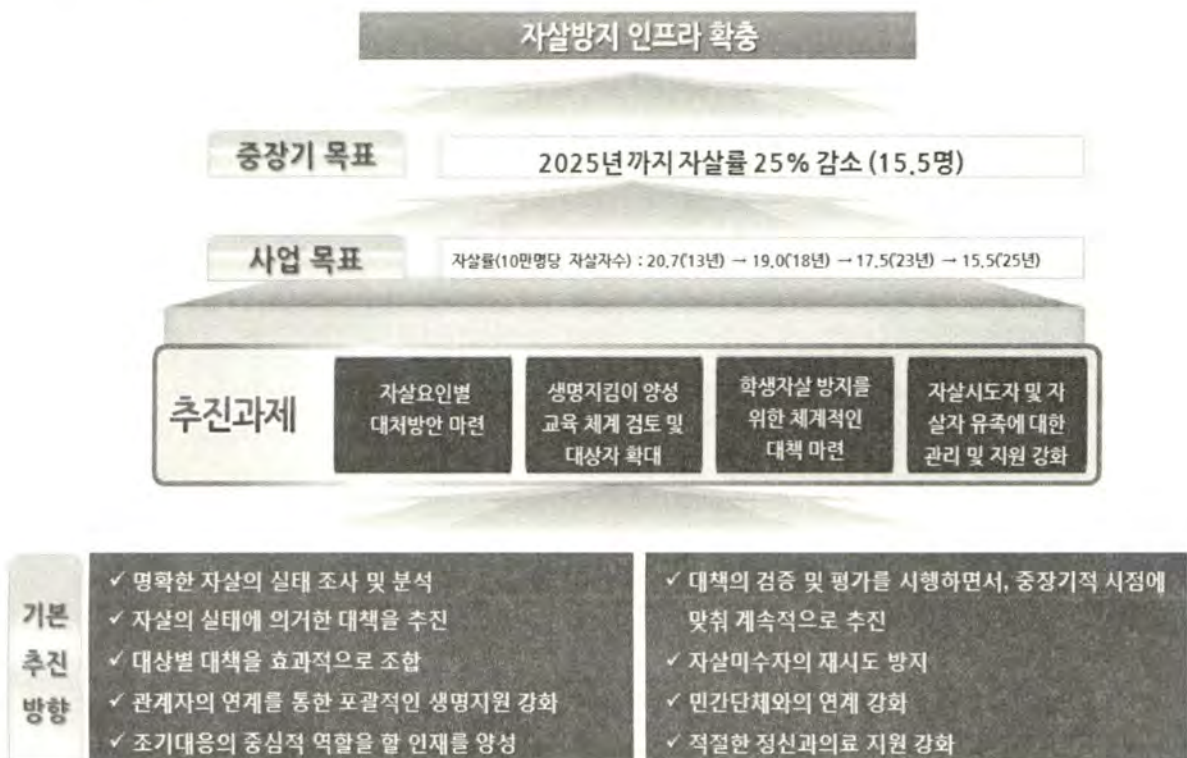 자살방지 인프라 확충
중장기 목표
2025년까지 자살률 25% 감소 (15.5명)
사업 목표
자살률(10만명당 자살자수) : 20.7('13년) → 19.0('18년) → 17.5('23년) → 15.5('25년)
추진과제
자살요인별
대처방안 마련
생명지킴이 양성
교육 체계 검토 및
대상자 확대
학생자살 방지를
위한 체계적인
대책 마련
자살시도자 및 자
살자 유족에 대한
관리 및 지원 강화
기본
추진
방향
✓ 명확한 자살의 실태 조사 및 분석
✓ 자살의 실태에 의거한 대책을 추진
✓ 대상별 대책을 효과적으로 조합
✓ 관계자의 연계를 통한 포괄적인 생명지원 강화
✓ 조기대응의 중심적 역할을 할 인재를 양성
✓ 대책의 검증 및 평가를 시행하면서, 중장기적 시점에
맞춰 계속적으로 추진
✓ 자살미수자의 재시도 방지
✓ 민간단체와의 연계 강화
✓ 적절한 정신과의료 지원 강화